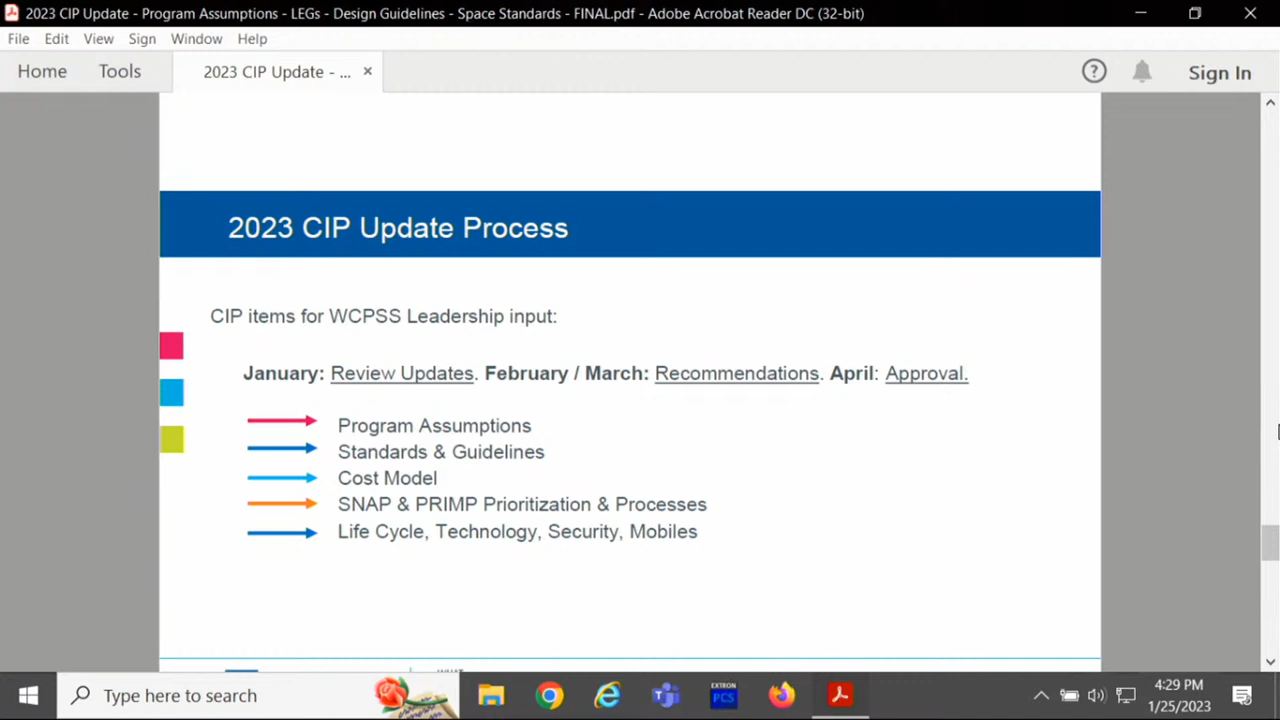 2023 CIP Update - Program Assumptions - LEGs - Design Guidelines - Space Standards - FINAL.pdf - Adobe Acrobat Reader DC (32-bit)
File Edit View Sign Window Help
Home Tools 2023 CIP Update - ... × ? Sign In
2023 CIP Update Process
CIP items for WCPSS Leadership input:
January: Review Updates. February / March: Recommendations. April: Approval.
Program Assumptions
Standards & Guidelines
Cost Model
SNAP & PRIMP Prioritization & Processes
Life Cycle, Technology, Security, Mobiles
Type here to search
EXTRON
PCS
4:29 PM
1/25/2023